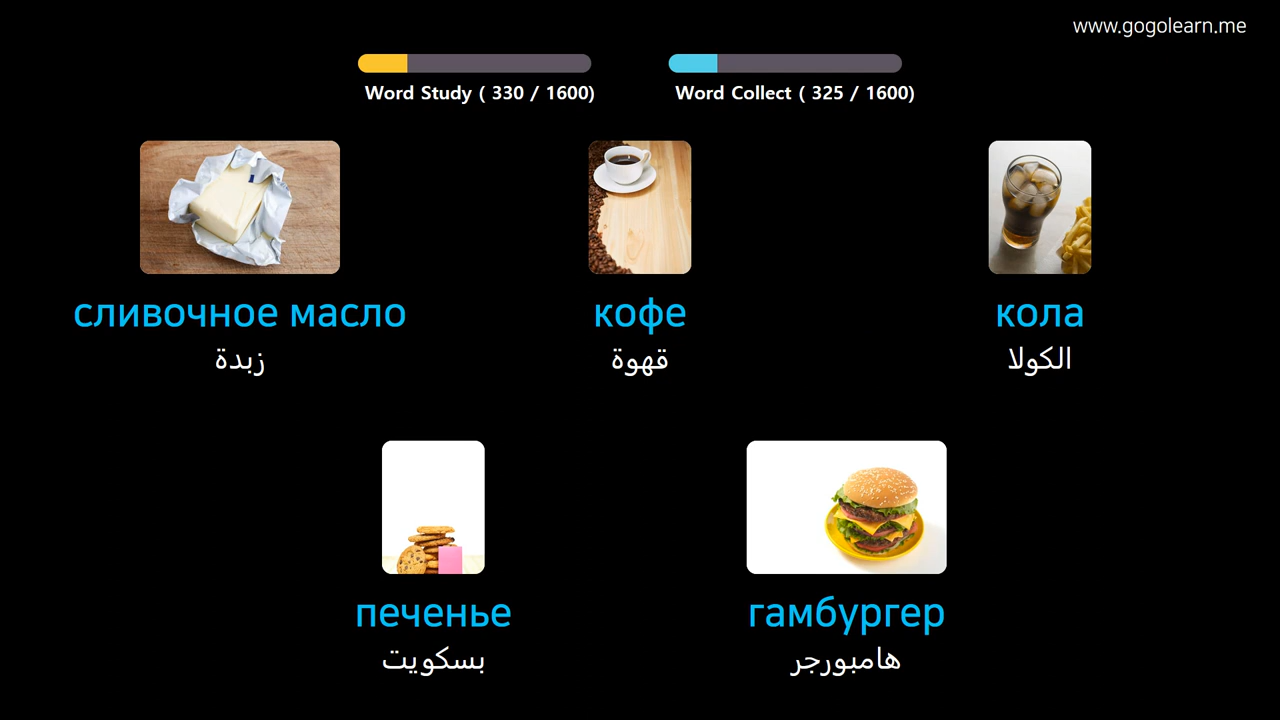 www.gogolearn.me
Word Study ( 330 / 1600)
Word Collect ( 325 / 1600)
сливочное масло
زبدة
кофе
قهوة
кола
الكولا
печенье
بسكويت
гамбургер
هامبورجر